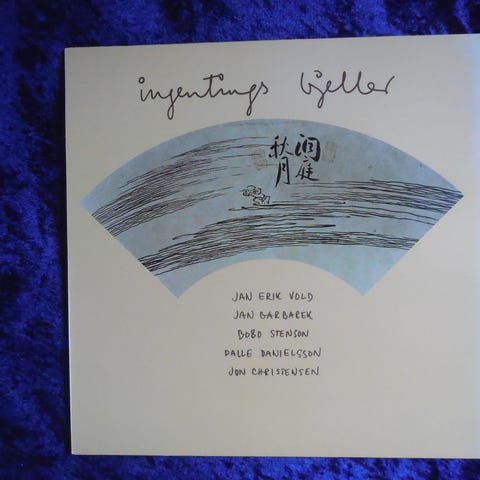 ingentings bjeller
洞庭
秋月
JAN ERIK VOLD
JAN GARBAREK
BOBO STENSON
PALLE DANIELSSON
JON CHRISTENSEN